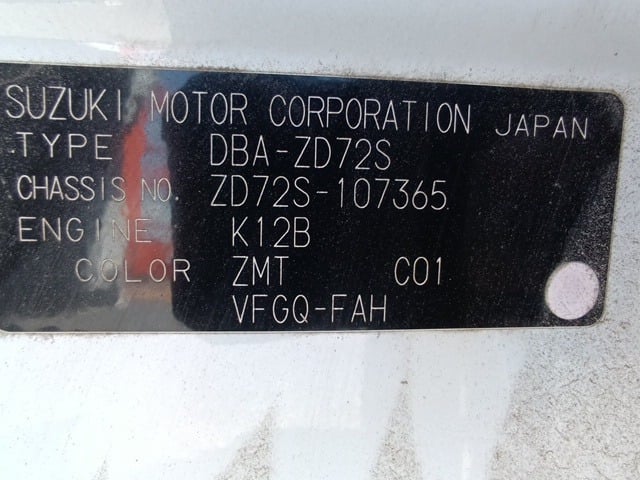 SUZUKI MOTOR CORPORATION JAPAN
TYPE DBA-ZD72S
CHASSIS NO. ZD72S-107365
ENGINE K12B
COLOR ZMT C01
VFGQ-FAH